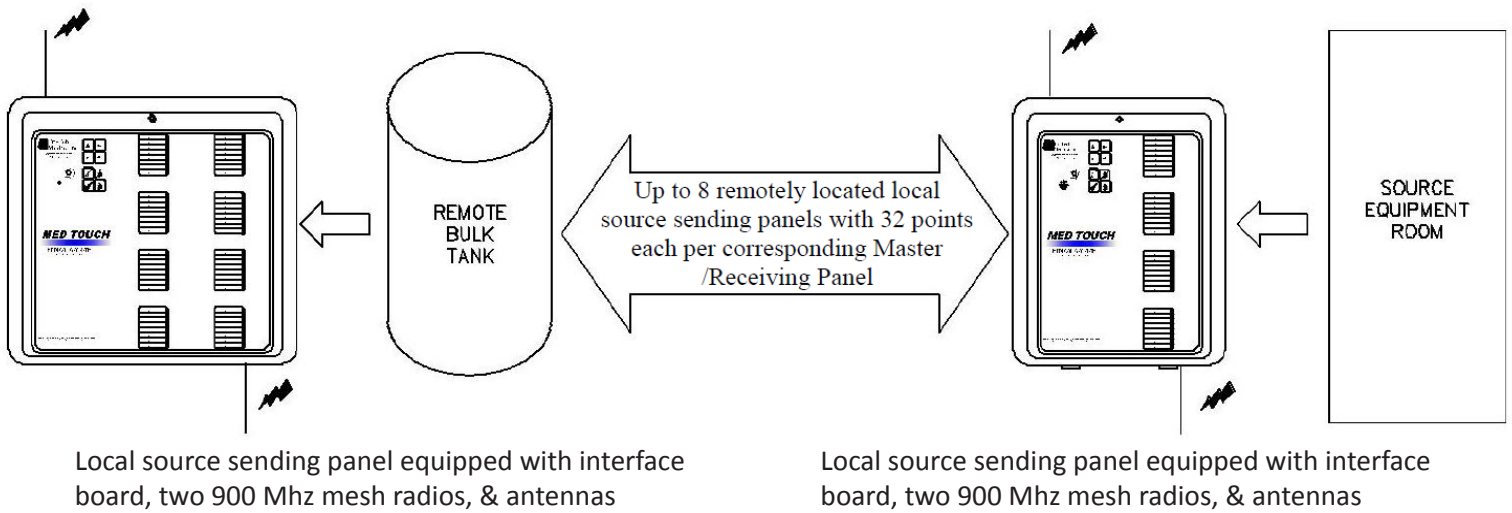 MED TOUCH
REMOTE
BULK
TANK
Up to 8 remotely located local
source sending panels with 32 points
each per corresponding Master
/Receiving Panel
MED TOUCH
SOURCE
EQUIPMENT
ROOM
Local source sending panel equipped with interface
board, two 900 Mhz mesh radios, & antennas
Local source sending panel equipped with interface
board, two 900 Mhz mesh radios, & antennas